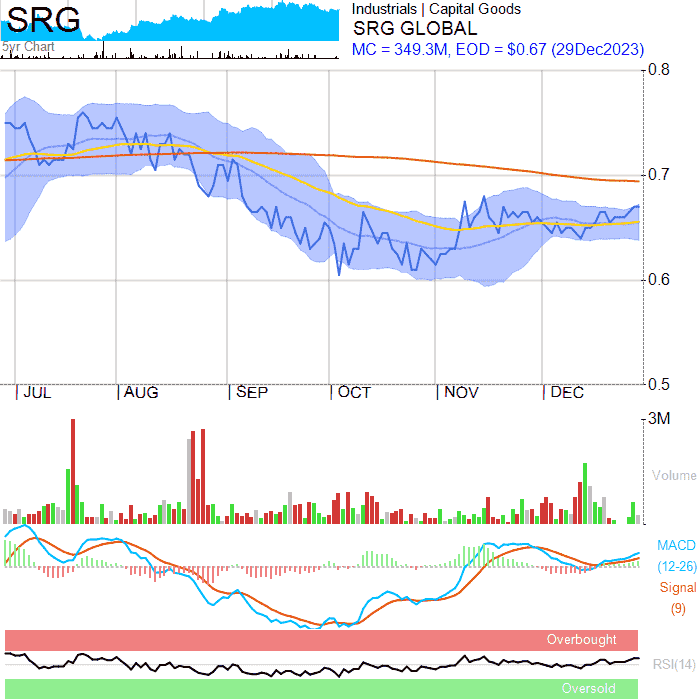 SRG
5yr Chart
Industrials | Capital Goods
SRG GLOBAL
MC = 349.3M, EOD = $0.67 (29Dec2023)
0.8
0.7
0.6
0.5
JUL AUG SEP OCT NOV DEC
3M
Volume
MACD
(12-26)
Signal
(9)
Overbought
RSI(14)
Oversold